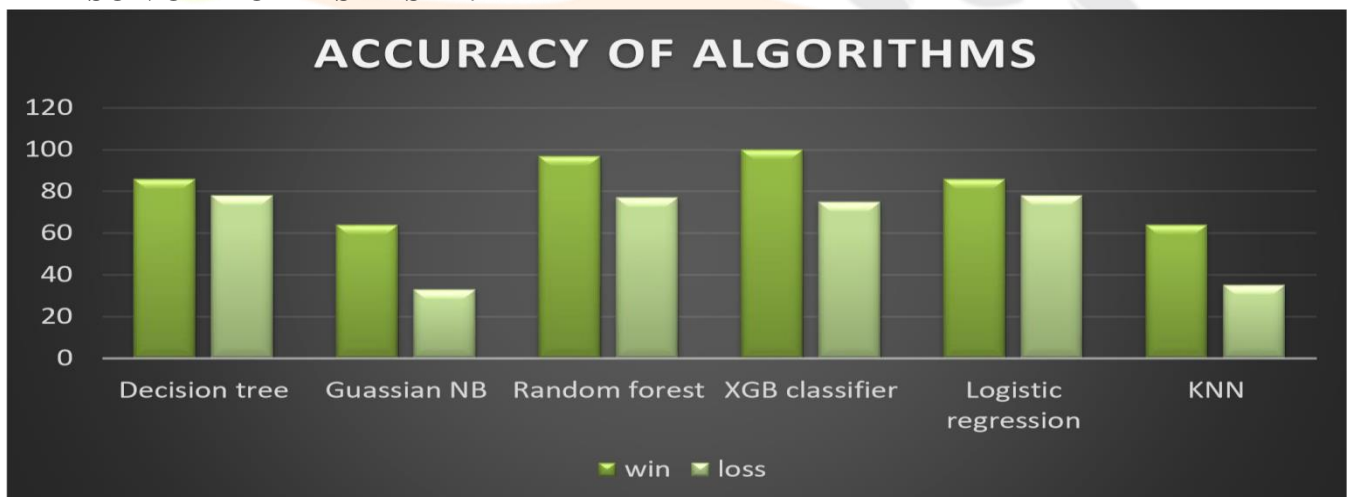 ACCURACY OF ALGORITHMS
120
100
80
60
40
20
0
Decision tree
Guassian NB
Random forest
XGB classifier
Logistic
regression
KNN
win
loss